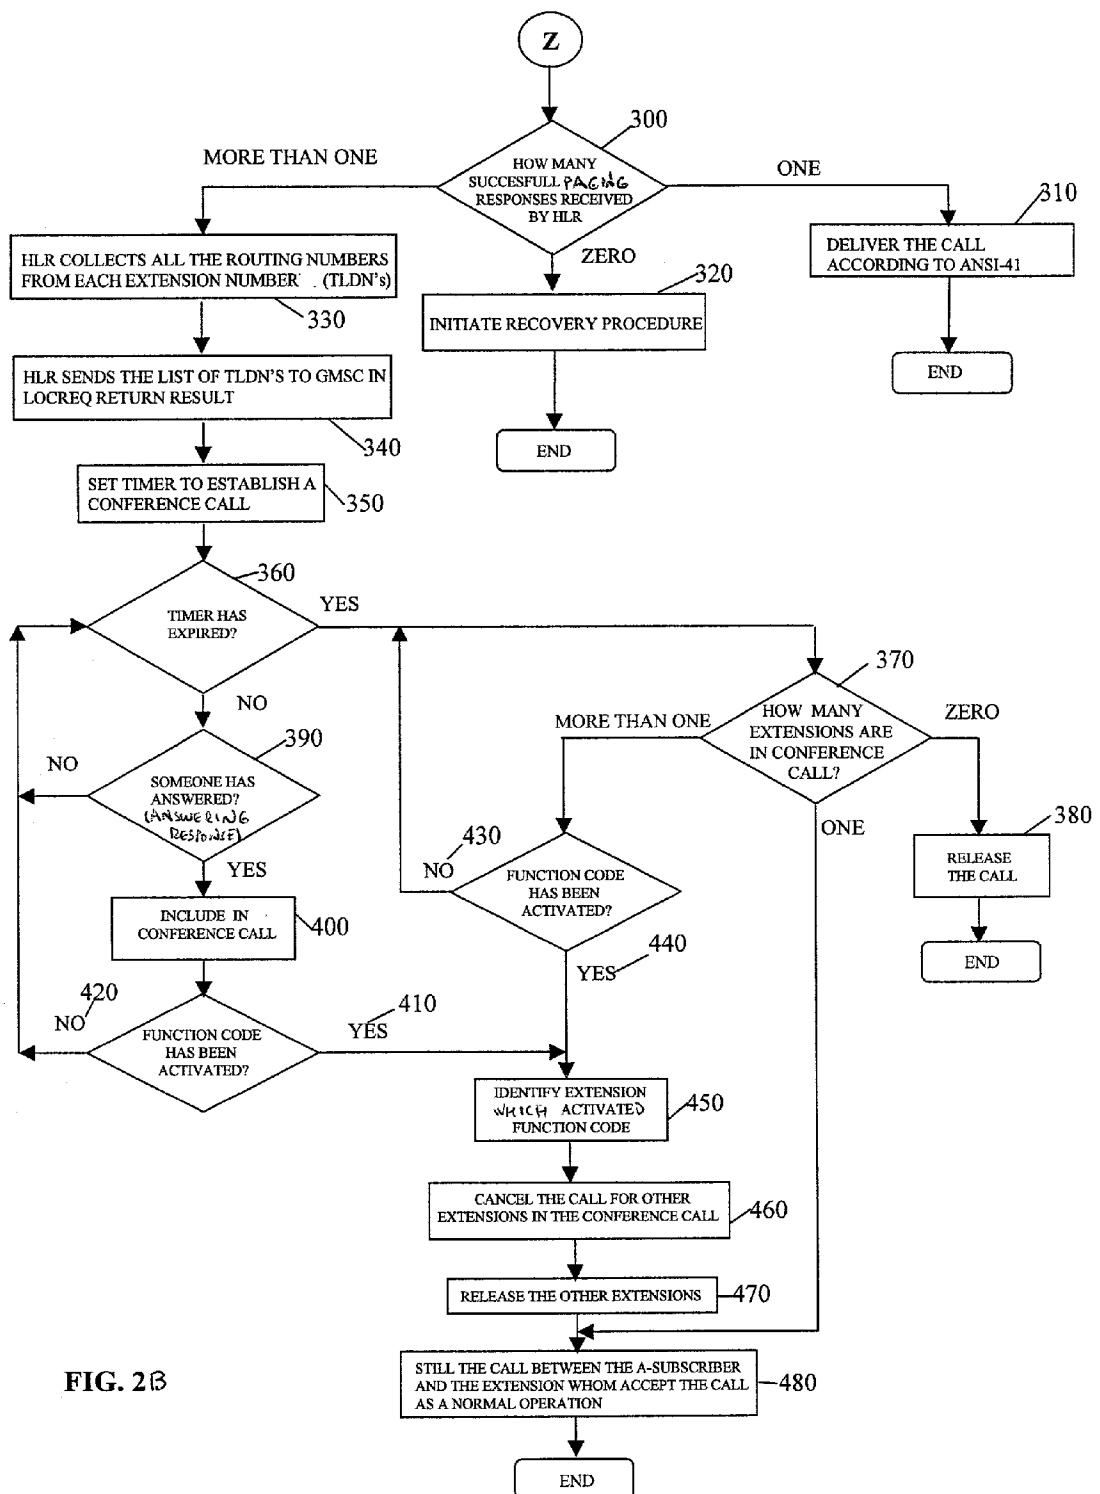 Z
300
MORE THAN ONE
HOW MANY
SUCCESFULL PAGING
RESPONSES RECEIVED
BY HLR
ONE
310
HLR COLLECTS ALL THE ROUTING NUMBERS
FROM EACH EXTENSION NUMBER (TLDN's)
330
ZERO
320
INITIATE RECOVERY PROCEDURE
DELIVER THE CALL
ACCORDING TO ANSI-41
END
HLR SENDS THE LIST OF TLDN'S TO GMSC IN
LOCREQ RETURN RESULT
340
END
SET TIMER TO ESTABLISH A
CONFERENCE CALL
350
360
TIMER HAS
EXPIRED?
YES
NO
370
HOW MANY
EXTENSIONS ARE
IN CONFERENCE
CALL?
MORE THAN ONE
ZERO
ONE
390
NO
SOMEONE HAS
ANSWERED?
(ANSWERING
RESPONSE)
YES
380
RELEASE
THE CALL
END
430
NO
FUNCTION CODE
HAS BEEN
ACTIVATED?
440
YES
INCLUDE IN
CONFERENCE CALL
400
420
NO
FUNCTION CODE
HAS BEEN
ACTIVATED?
410
YES
IDENTIFY EXTENSION
WHICH ACTIVATED
FUNCTION CODE
450
CANCEL THE CALL FOR OTHER
EXTENSIONS IN THE CONFERENCE CALL
460
RELEASE THE OTHER EXTENSIONS
470
STILL THE CALL BETWEEN THE A-SUBSCRIBER
AND THE EXTENSION WHOM ACCEPT THE CALL
AS A NORMAL OPERATION
480
END
FIG. 2B